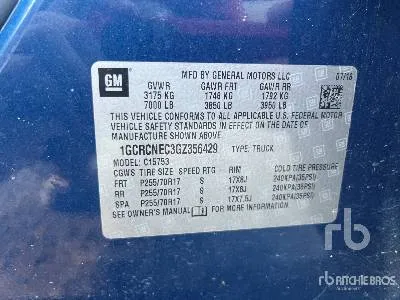 GM
MFD BY GENERAL MOTORS LLC 07/16
GVWR GAWR FRT GAWR RR
3175 KG 1746 KG 1792 KG
7000 LB 3850 LB 3950 LB
THIS VEHICLE CONFORMS TO ALL APPLICABLE U.S. FEDERAL MOTOR
VEHICLE SAFETY STANDARDS IN EFFECT ON THE DATE OF
MANUFACTURE SHOWN ABOVE.
1GCRCNEC3GZ356429 TYPE: TRUCK
MODEL: C15753
CGWS TIRE SIZE SPEED RTG RIM COLD TIRE PRESSURE
FRT P255/70R17 S 17X8J 240KPA(35PSI)
RR P255/70R17 S 17X8J 240KPA(35PSI)
SPA P255/70R17 S 17X7.5J 240KPA(35PSI)
SEE OWNER'S MANUAL FOR MORE INFORMATION.
rb
rb RITCHIE BROS